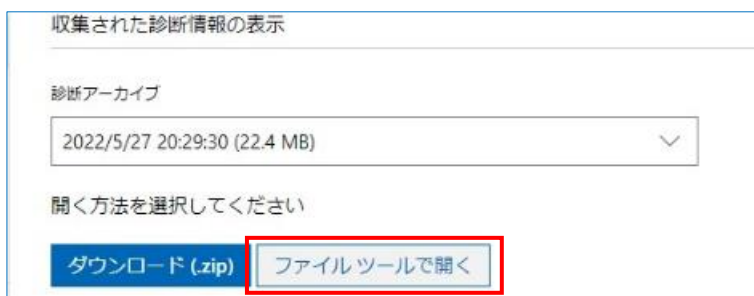 収集された診断情報の表示
診断アーカイブ
2022/5/27 20:29:30 (22.4 MB)
開く方法を選択してください
ダウンロード (.zip) ファイル ツールで開く